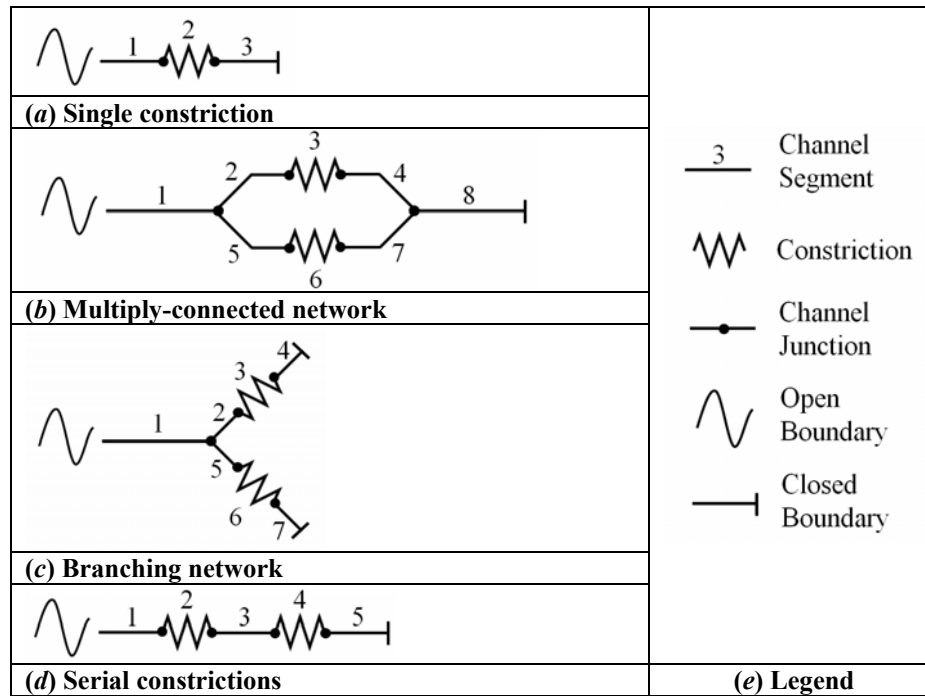 1 2 3
(a) Single constriction
3
2 4
1 8
5 7
6
(b) Multiply-connected network
4
3
2
1
5
6
7
(c) Branching network
2 4
1 3 5
(d) Serial constrictions
3 Channel
Segment
Constriction
Channel
Junction
Open
Boundary
Closed
Boundary
(e) Legend